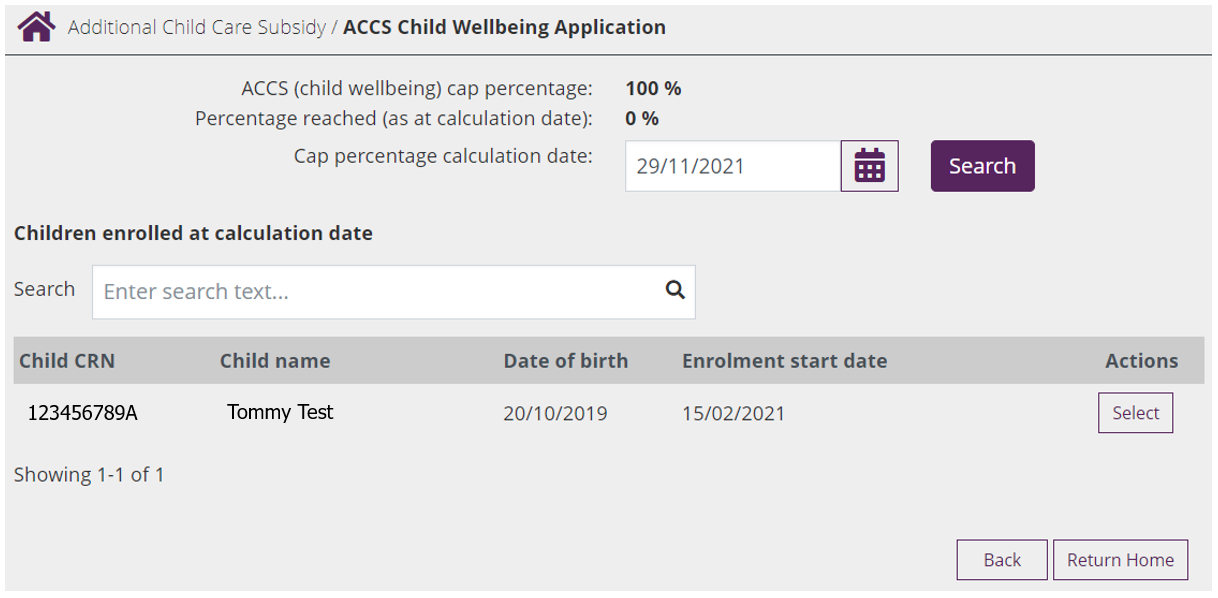 Additional Child Care Subsidy / ACCS Child Wellbeing Application
ACCS (child wellbeing) cap percentage: 100 %
Percentage reached (as at calculation date): 0 %
Cap percentage calculation date: 29/11/2021 Search
Children enrolled at calculation date
Search Enter search text...
Child CRN Child name Date of birth Enrolment start date Actions
123456789A Tommy Test 20/10/2019 15/02/2021 Select
Showing 1-1 of 1
Back Return Home